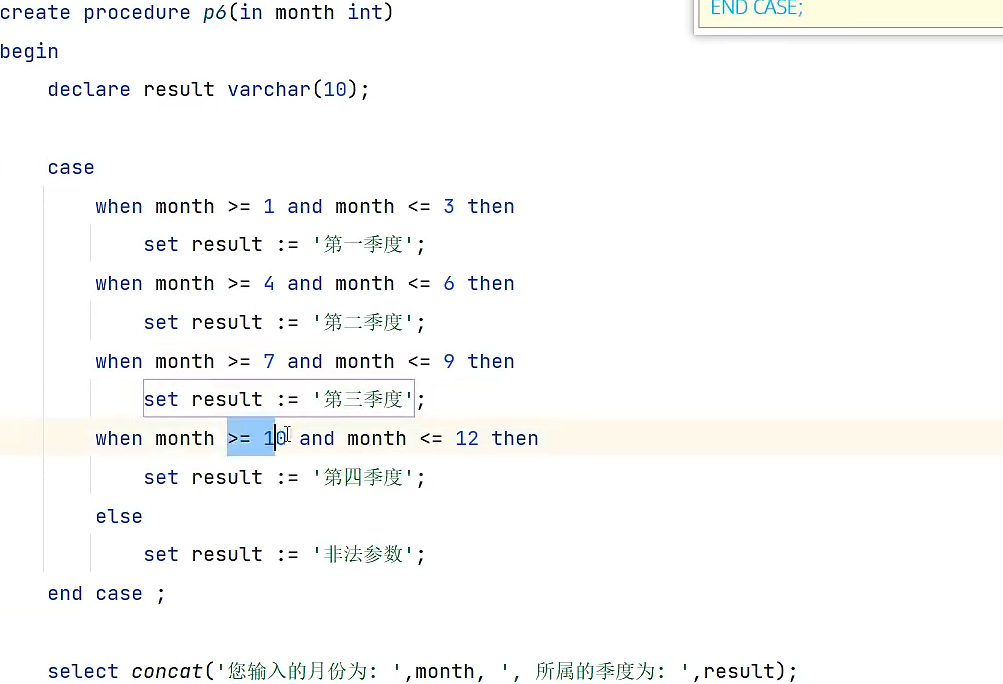 create procedure p6(in month int)
END CASE;
begin
declare result varchar(10);
case
when month >= 1 and month <= 3 then
set result := '第一季度';
when month >= 4 and month <= 6 then
set result := '第二季度';
when month >= 7 and month <= 9 then
set result := '第三季度';
when month >= 10 and month <= 12 then
set result := '第四季度';
else
set result := '非法参数';
end case ;
select concat('您输入的月份为: ',month, ', 所属的季度为: ',result);